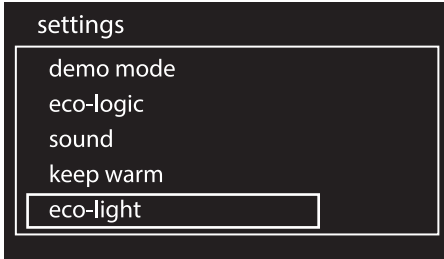 settings
demo mode
eco-logic
sound
keep warm
eco-light